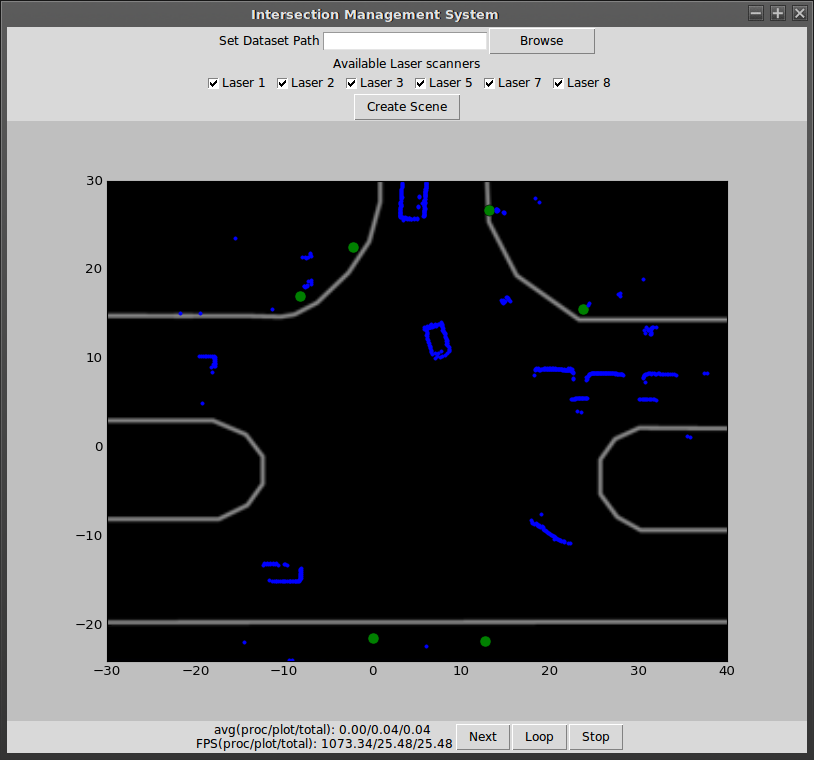 Intersection Management System
Set Dataset Path Browse
Available Laser scanners
Laser 1 Laser 2 Laser 3 Laser 5 Laser 7 Laser 8
Create Scene
30
20
10
0
−10
−20
−30 −20 −10 0 10 20 30 40
avg(proc/plot/total): 0.00/0.04/0.04
FPS(proc/plot/total): 1073.34/25.48/25.48
Next Loop Stop